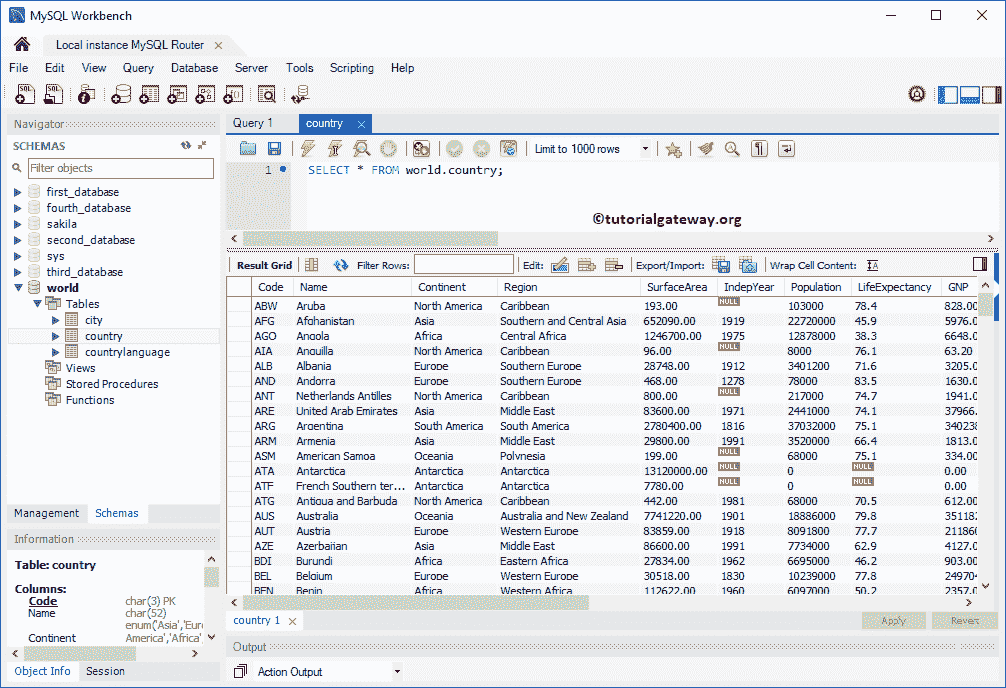 MySQL Workbench
Local instance MySQL Router
File Edit View Query Database Server Tools Scripting Help
Navigator
SCHEMAS
Filter objects
first_database
fourth_database
sakila
second_database
sys
third_database
world
Tables
city
country
countrylanguage
Views
Stored Procedures
Functions
Management Schemas
Information
Table: country
Columns:
Code char(3) PK
Name char(52)
enum('Asia','Eur
Continent America','Africa',
Object Info Session
Query 1 country
Limit to 1000 rows
1 SELECT * FROM world.country;
©tutorialgateway.org
Result Grid Filter Rows: Edit: Export/Import: Wrap Cell Content:
Code Name Continent Region SurfaceArea IndepYear Population LifeExpectancy GNP
ABW Aruba North America Caribbean 193.00 NULL 103000 78.4 828.00
AFG Afghanistan Asia Southern and Central Asia 652090.00 1919 22720000 45.9 5976.0
AGO Angola Africa Central Africa 1246700.00 1975 12878000 38.3 6648.0
AIA Anguilla North America Caribbean 96.00 NULL 8000 76.1 63.20
ALB Albania Europe Southern Europe 28748.00 1912 3401200 71.6 3205.0
AND Andorra Europe Southern Europe 468.00 1278 78000 83.5 1630.0
ANT Netherlands Antilles North America Caribbean 800.00 NULL 217000 74.7 1941.0
ARE United Arab Emirates Asia Middle East 83600.00 1971 2441000 74.1 37966.
ARG Argentina South America South America 2780400.00 1816 37032000 75.1 340238
ARM Armenia Asia Middle East 29800.00 1991 3520000 66.4 1813.0
ASM American Samoa Oceania Polynesia 199.00 NULL 68000 75.1 334.00
ATA Antarctica Antarctica Antarctica 13120000.00 NULL 0 NULL 0.00
ATF French Southern ter... Antarctica Antarctica 7780.00 NULL 0 NULL 0.00
ATG Antigua and Barbuda North America Caribbean 442.00 1981 68000 70.5 612.00
AUS Australia Oceania Australia and New Zealand 7741220.00 1901 18886000 79.8 351182
AUT Austria Europe Western Europe 83859.00 1918 8091800 77.7 211860
AZE Azerbaijan Asia Middle East 86600.00 1991 7734000 62.9 4127.0
BDI Burundi Africa Eastern Africa 27834.00 1962 6695000 46.2 903.00
BEL Belgium Europe Western Europe 30518.00 1830 10239000 77.8 249704
BEN Benin Africa Western Africa 112622.00 1960 6097000 50.2 2357.0
country 1 Apply Revert
Output
Action Output